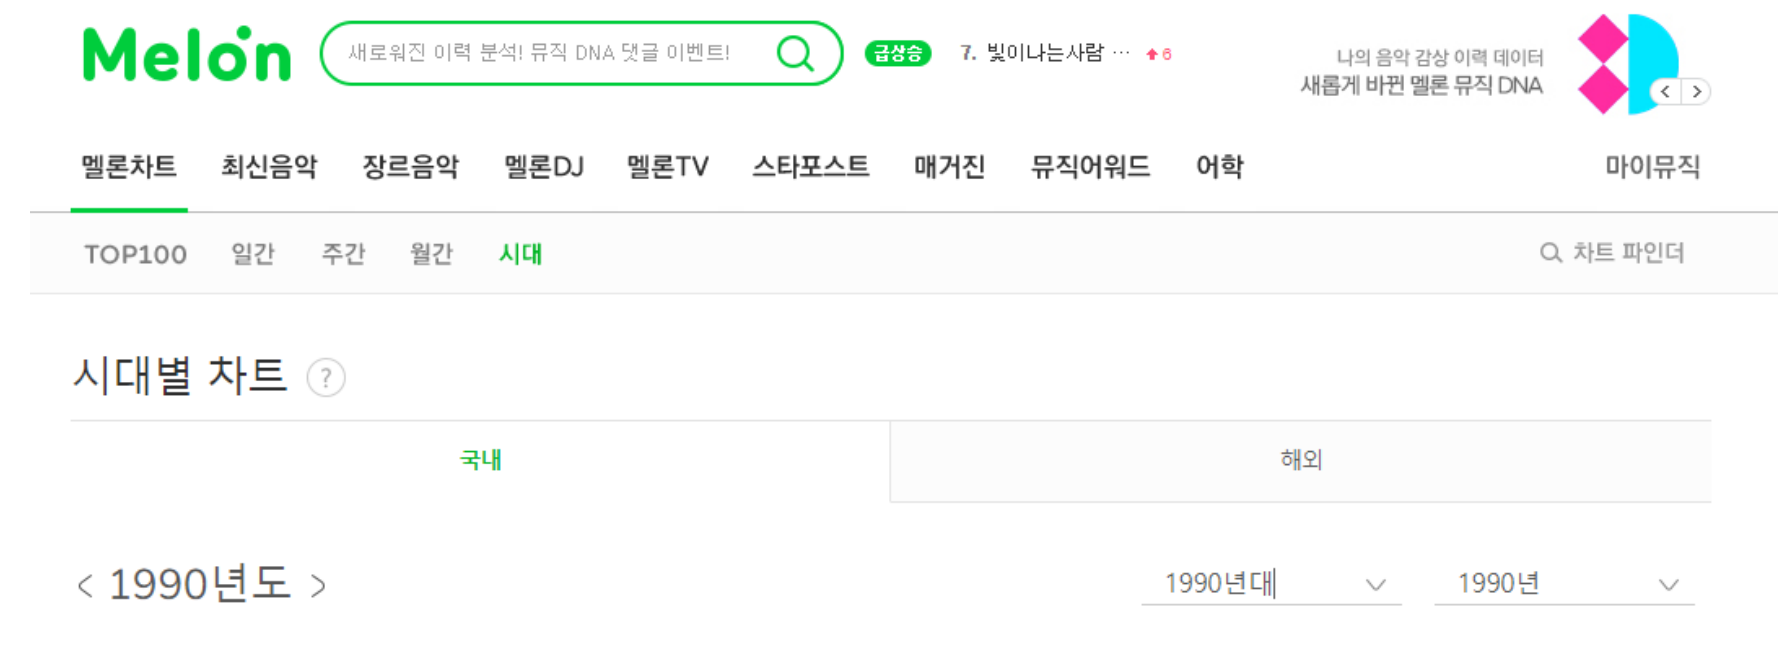 Melon
새로워진 이력 분석! 뮤직 DNA 댓글 이벤트!
급상승 7. 빛이나는사람 ··· 6
나의 음악 감상 이력 데이터
새롭게 바뀐 멜론 뮤직 DNA
멜론차트 최신음악 장르음악 멜론DJ 멜론TV 스타포스트 매거진 뮤직어워드 어학 마이뮤직
TOP100 일간 주간 월간 시대 차트 파인더
시대별 차트 ?
국내 해외
< 1990년도 > 1990년대 1990년